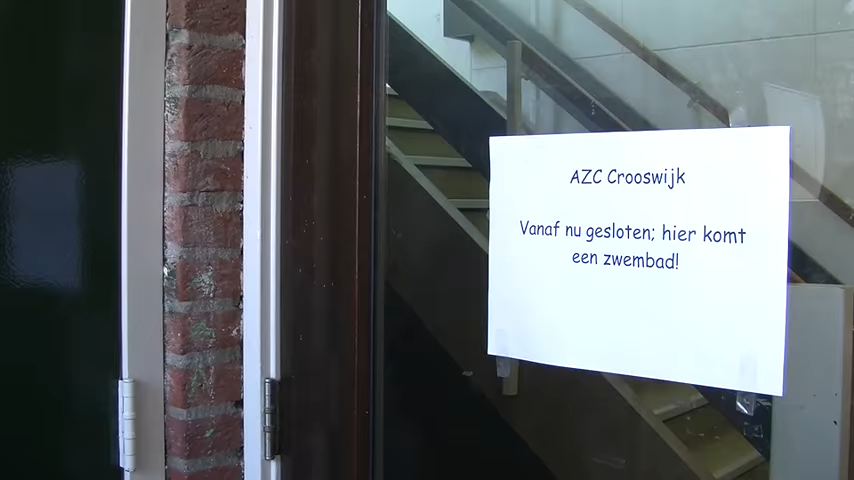 AZC Crooswijk
Vanaf nu gesloten; hier komt
een zwembad!